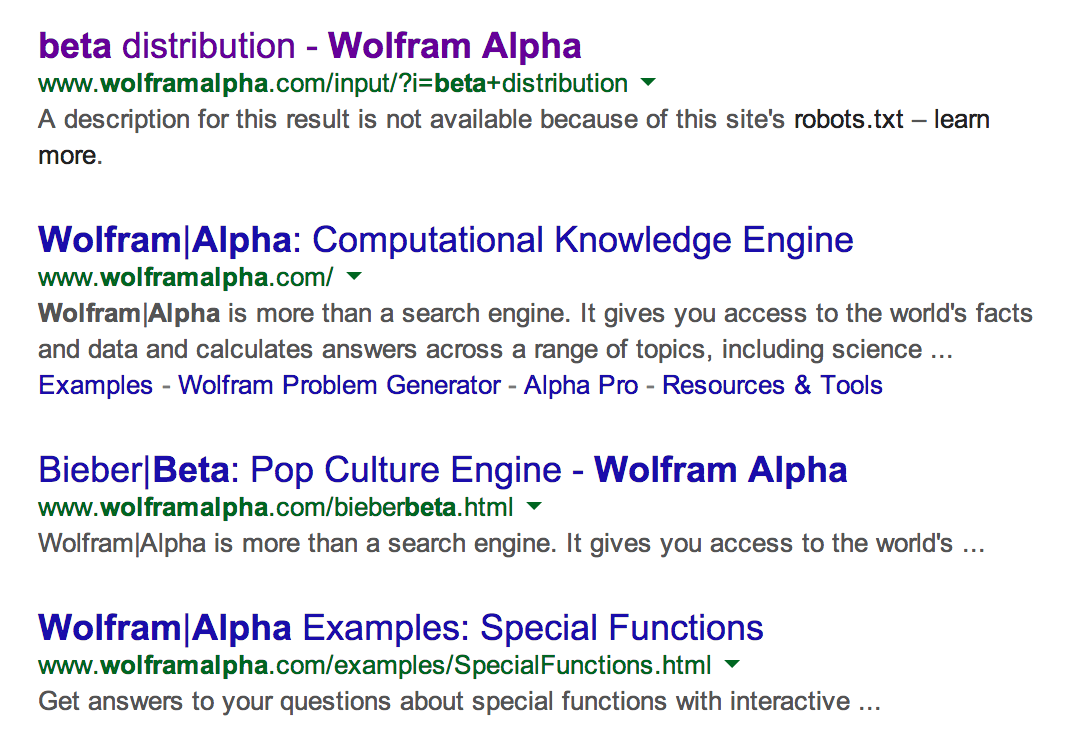 beta distribution - Wolfram Alpha
www.wolframalpha.com/input/?i=beta+distribution
A description for this result is not available because of this site's robots.txt – learn
more.
Wolfram|Alpha: Computational Knowledge Engine
www.wolframalpha.com/
Wolfram|Alpha is more than a search engine. It gives you access to the world's facts
and data and calculates answers across a range of topics, including science ...
Examples - Wolfram Problem Generator - Alpha Pro - Resources & Tools
Bieber|Beta: Pop Culture Engine - Wolfram Alpha
www.wolframalpha.com/bieberbeta.html
Wolfram|Alpha is more than a search engine. It gives you access to the world's ...
Wolfram|Alpha Examples: Special Functions
www.wolframalpha.com/examples/SpecialFunctions.html
Get answers to your questions about special functions with interactive ...